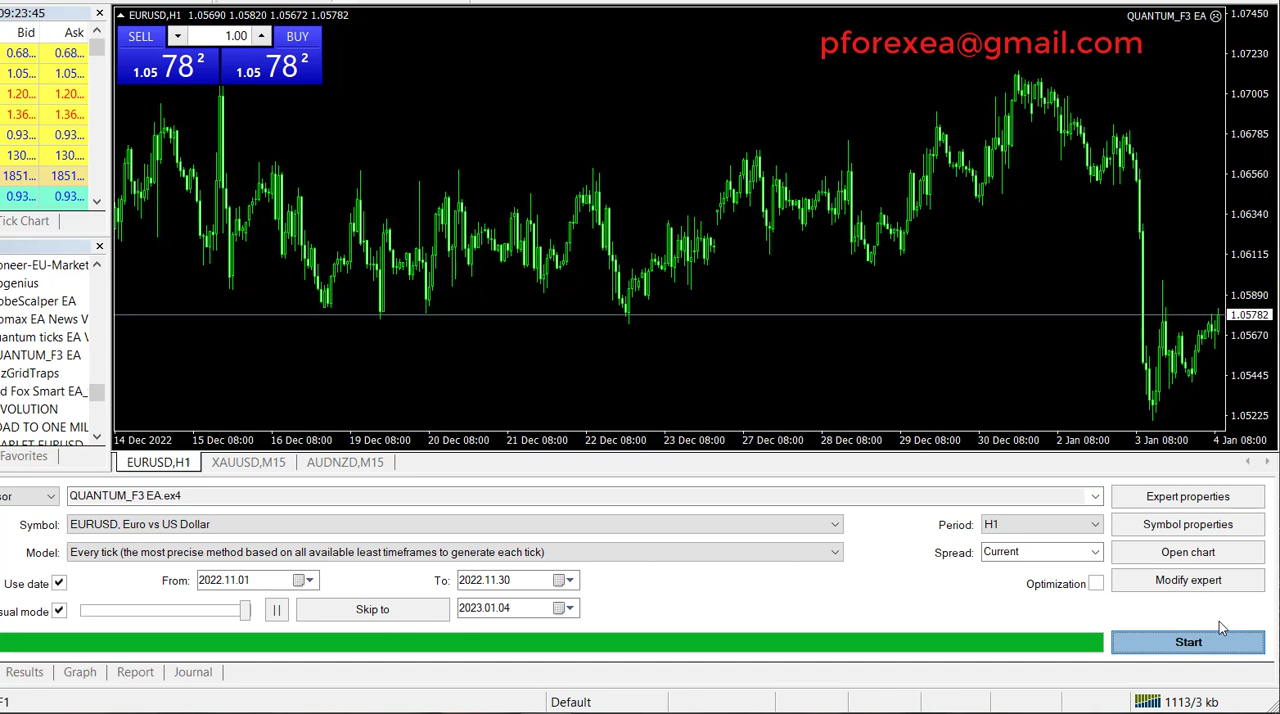 09:23:45
Bid Ask
0.68... 0.68...
1.05... 1.05...
1.20... 1.20...
1.36... 1.36...
0.93... 0.93...
130.... 130....
1851... 1851...
0.93... 0.93...
Tick Chart
oneer-EU-Market
ogenius
obeScalper EA
omax EA News V
uantum ticks EA V
UANTUM_F3 EA
zGridTraps
d Fox Smart EA_
VOLUTION
OAD TO ONE MIL
Favorites
EURUSD,H1 1.05690 1.05820 1.05672 1.05782
QUANTUM_F3 EA
SELL 1.00 BUY
1.05 78 2 1.05 78 2
pforexea@gmail.com
1.07450
1.07230
1.07005
1.06785
1.06560
1.06340
1.06115
1.05890
1.05782
1.05670
1.05445
1.05225
14 Dec 2022 15 Dec 08:00 16 Dec 08:00 19 Dec 08:00 20 Dec 08:00 21 Dec 08:00 22 Dec 08:00 23 Dec 08:00 27 Dec 08:00 28 Dec 08:00 29 Dec 08:00 30 Dec 08:00 2 Jan 08:00 3 Jan 08:00 4 Jan 08:00
EURUSD,H1 XAUUSD,M15 AUDNZD,M15
sor QUANTUM_F3 EA.ex4 Expert properties
Symbol: EURUSD, Euro vs US Dollar Period: H1 Symbol properties
Model: Every tick (the most precise method based on all available least timeframes to generate each tick) Spread: Current Open chart
Use date From: 2022.11.01 To: 2022.11.30 Optimization Modify expert
sual mode Skip to 2023.01.04
Start
Results Graph Report Journal
F1 Default 1113/3 kb